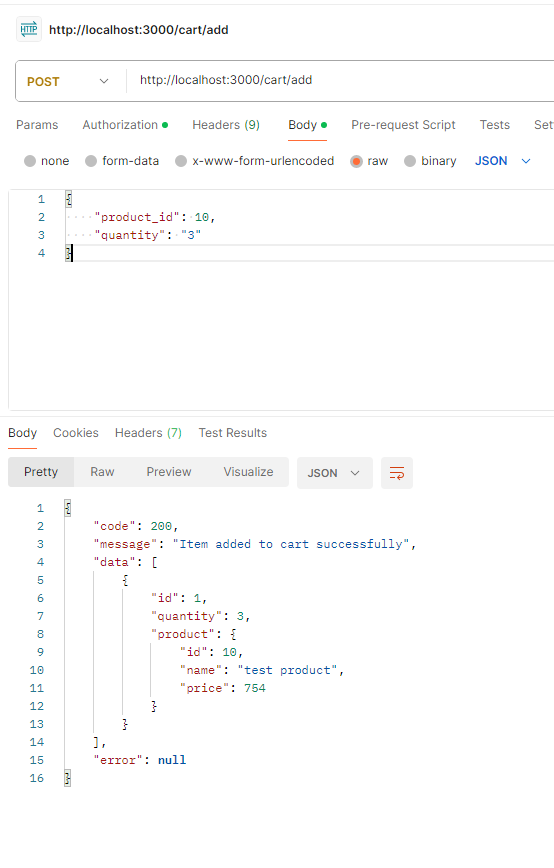 HTTP http://localhost:3000/cart/add
POST http://localhost:3000/cart/add
Params Authorization Headers (9) Body Pre-request Script Tests Set
none form-data x-www-form-urlencoded raw binary JSON
1 {
2 "product_id": 10,
3 "quantity": "3"
4 }
Body Cookies Headers (7) Test Results
Pretty Raw Preview Visualize JSON
1 {
2 "code": 200,
3 "message": "Item added to cart successfully",
4 "data": [
5 {
6 "id": 1,
7 "quantity": 3,
8 "product": {
9 "id": 10,
10 "name": "test product",
11 "price": 754
12 }
13 }
14 ],
15 "error": null
16 }